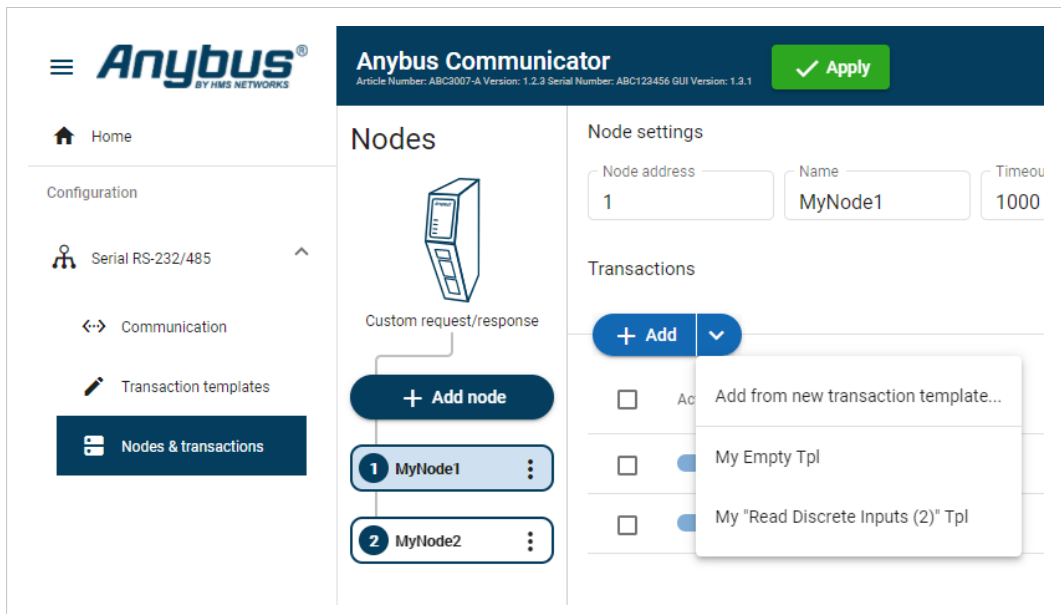 Anybus®
BY HMS NETWORKS
Anybus Communicator
Article Number: ABC3007-A Version: 1.2.3 Serial Number: ABC123456 GUI Version: 1.3.1
Apply
Home
Configuration
Serial RS-232/485
Communication
Transaction templates
Nodes & transactions
Nodes
Custom request/response
+ Add node
1 MyNode1
2 MyNode2
Node settings
Node address
1
Name
MyNode1
Timeou
1000
Transactions
+ Add
Ac
Add from new transaction template...
My Empty Tpl
My "Read Discrete Inputs (2)" Tpl